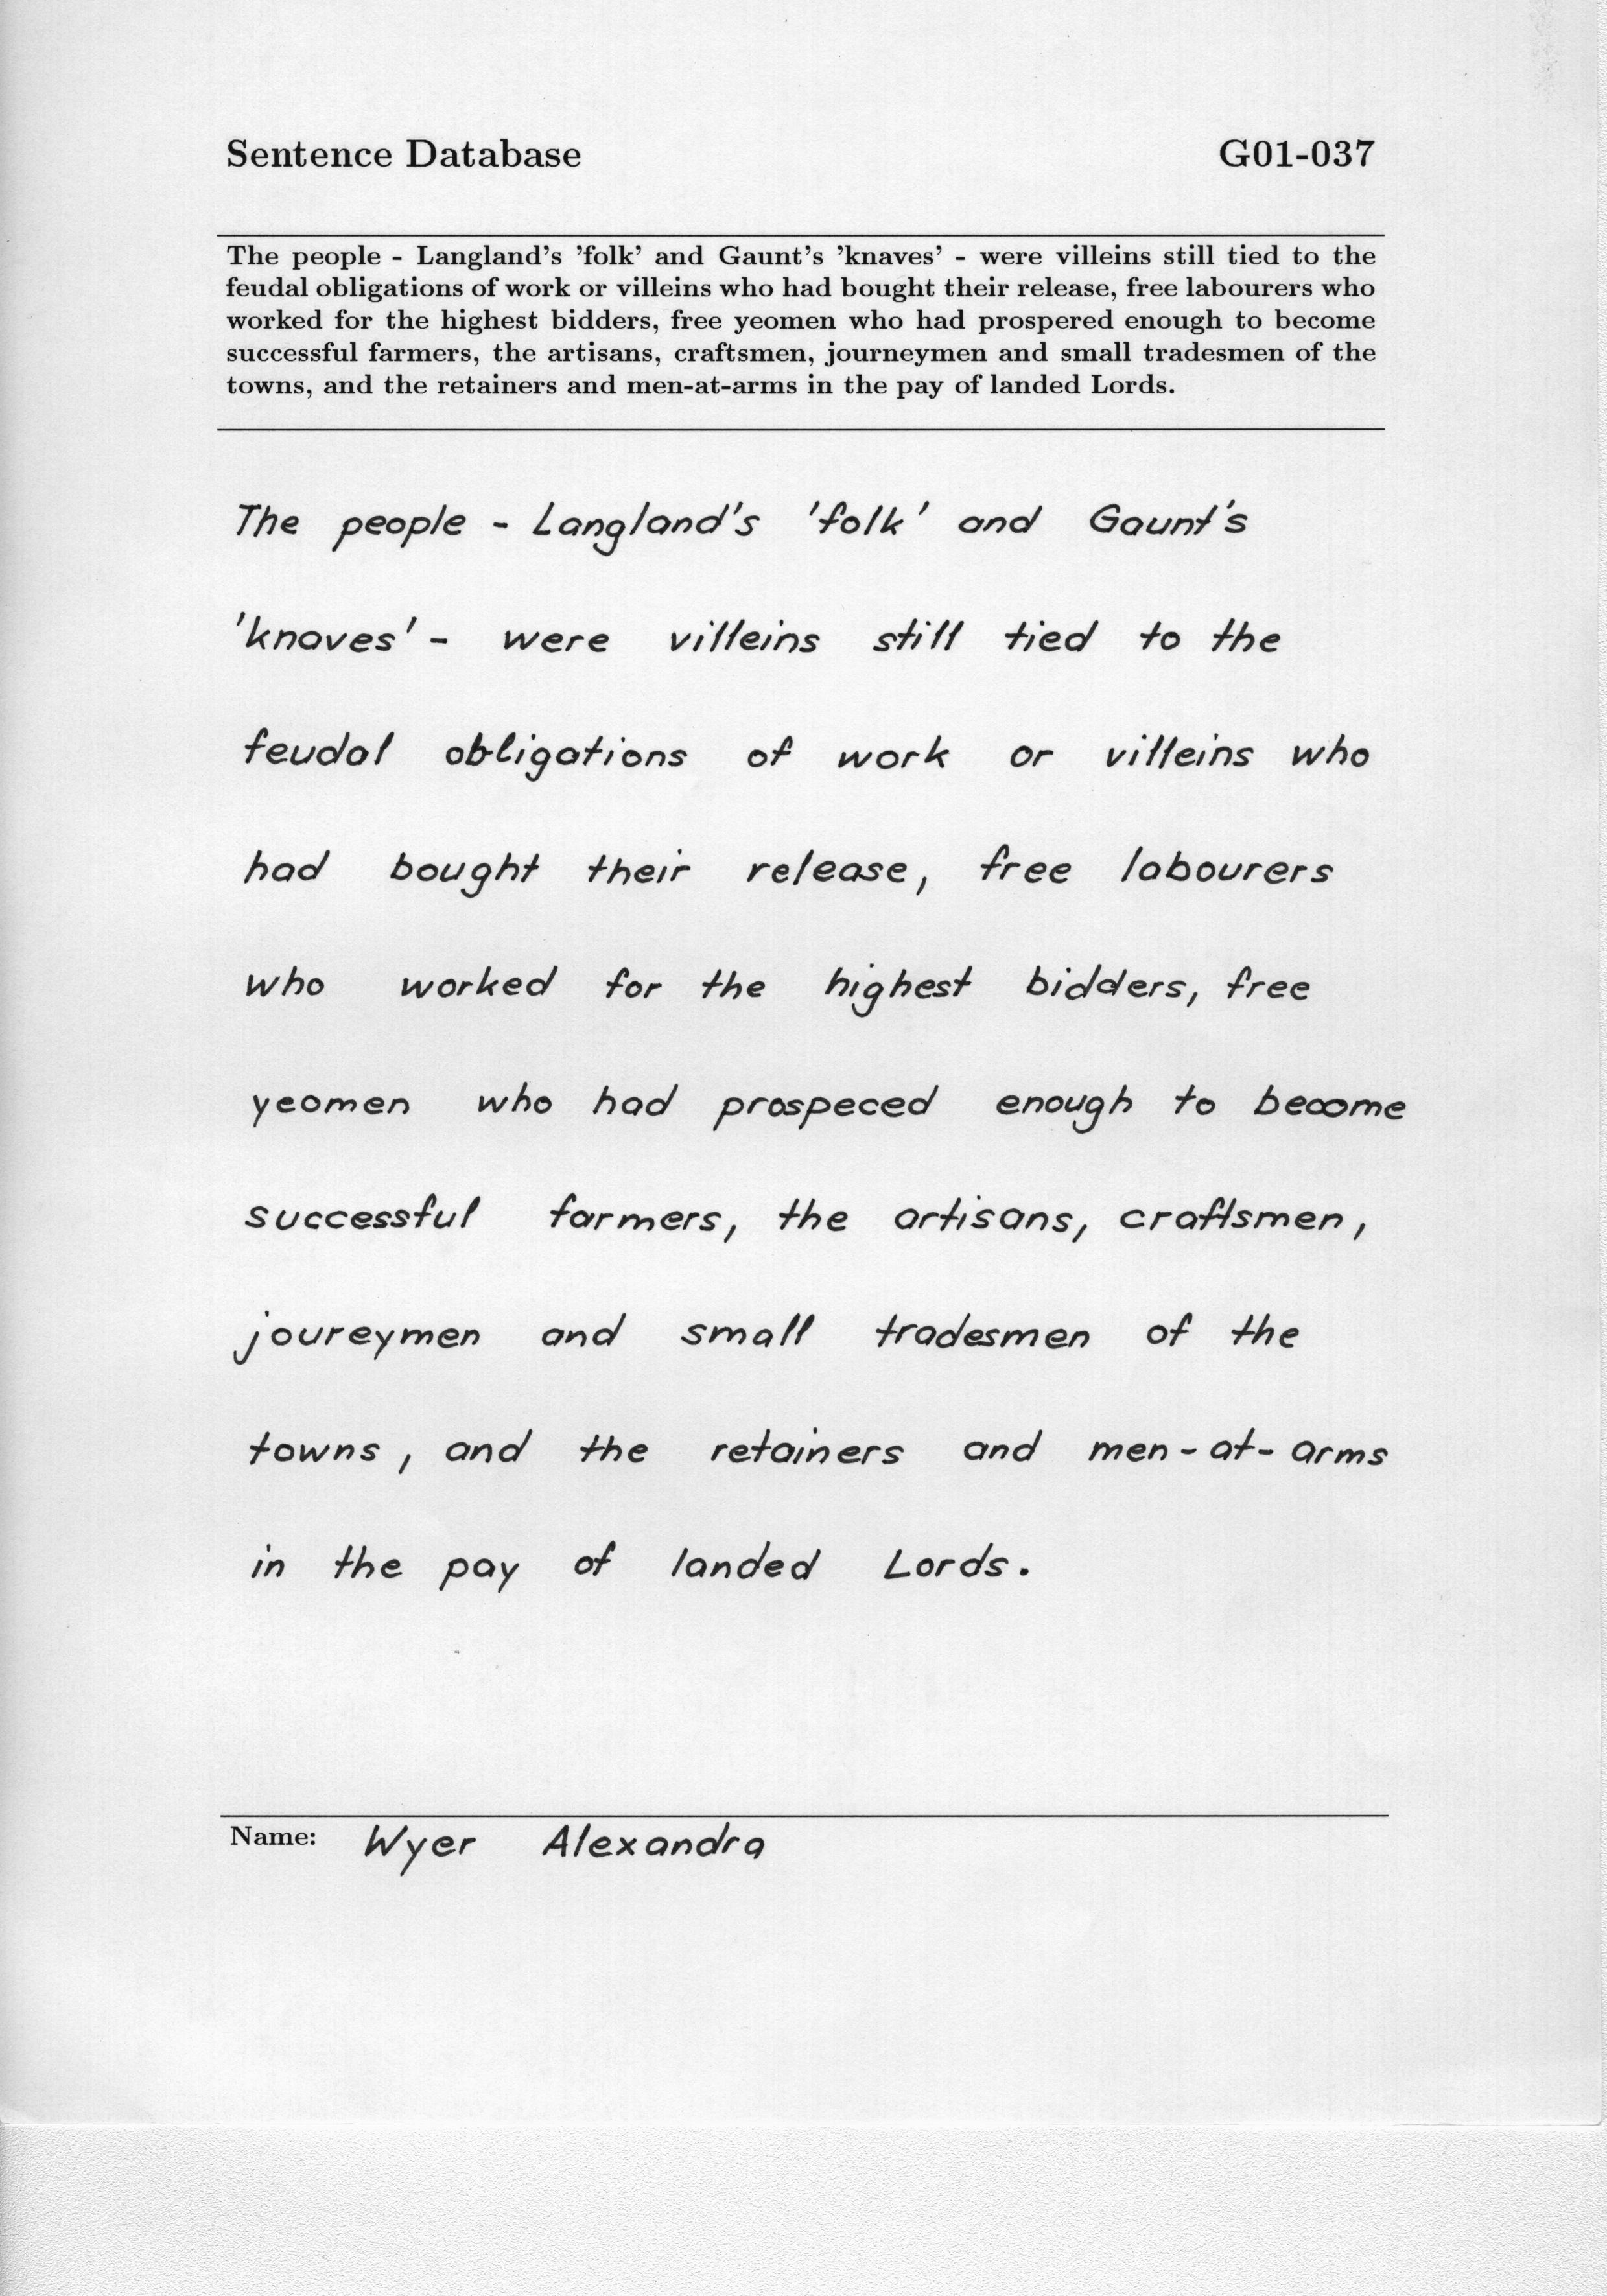 Sentence Database G01-037
The people - Langland's 'folk' and Gaunt's 'knaves' - were villeins still tied to the
feudal obligations of work or villeins who had bought their release, free labourers who
worked for the highest bidders, free yeomen who had prospered enough to become
successful farmers, the artisans, craftsmen, journeymen and small tradesmen of the
towns, and the retainers and men-at-arms in the pay of landed Lords.
The people - Langland's 'folk' and Gaunt's
'knaves' - were villeins still tied to the
feudal obligations of work or villeins who
had bought their release, free labourers
who worked for the highest bidders, free
yeomen who had prospeced enough to become
successful farmers, the artisans, craftsmen,
joureymen and small tradesmen of the
towns, and the retainers and men-at-arms
in the pay of landed Lords.
Name: Wyer Alexandra